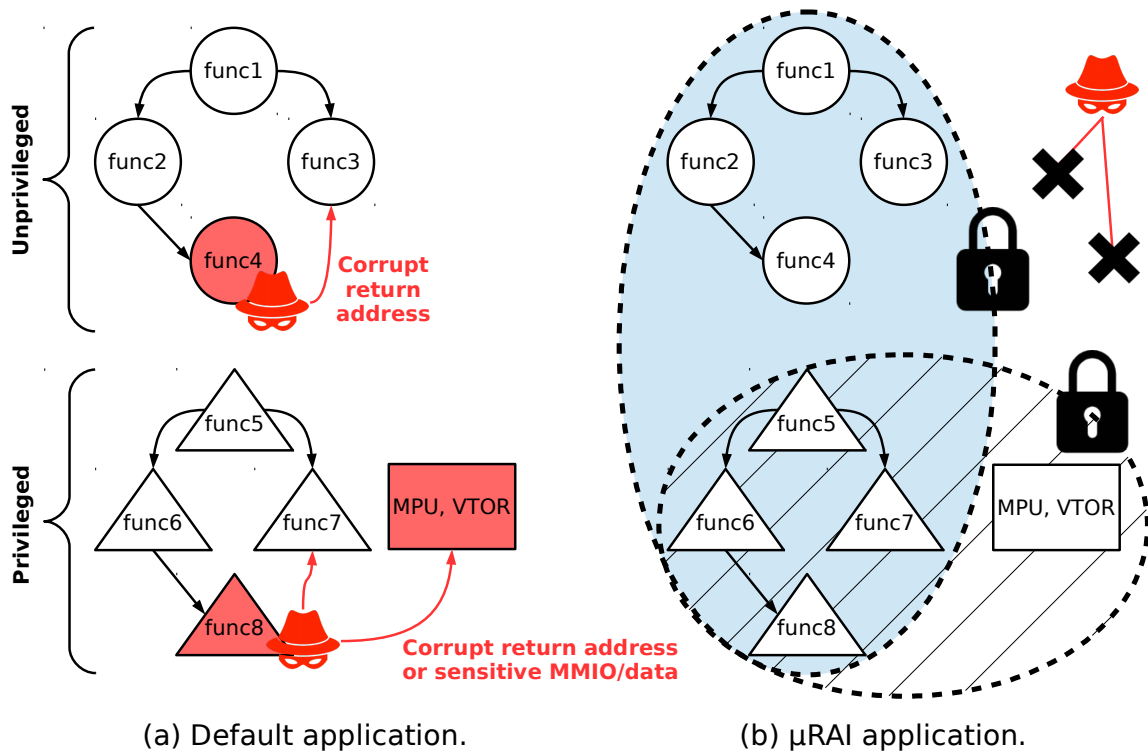 Unprivileged
func1
func2
func3
func4
Corrupt
return
address
Privileged
func5
func6
func7
MPU, VTOR
func8
Corrupt return address
or sensitive MMIO/data
(a) Default application.
func1
func2
func3
func4
func5
func6
func7
MPU, VTOR
func8
(b) µRAI application.